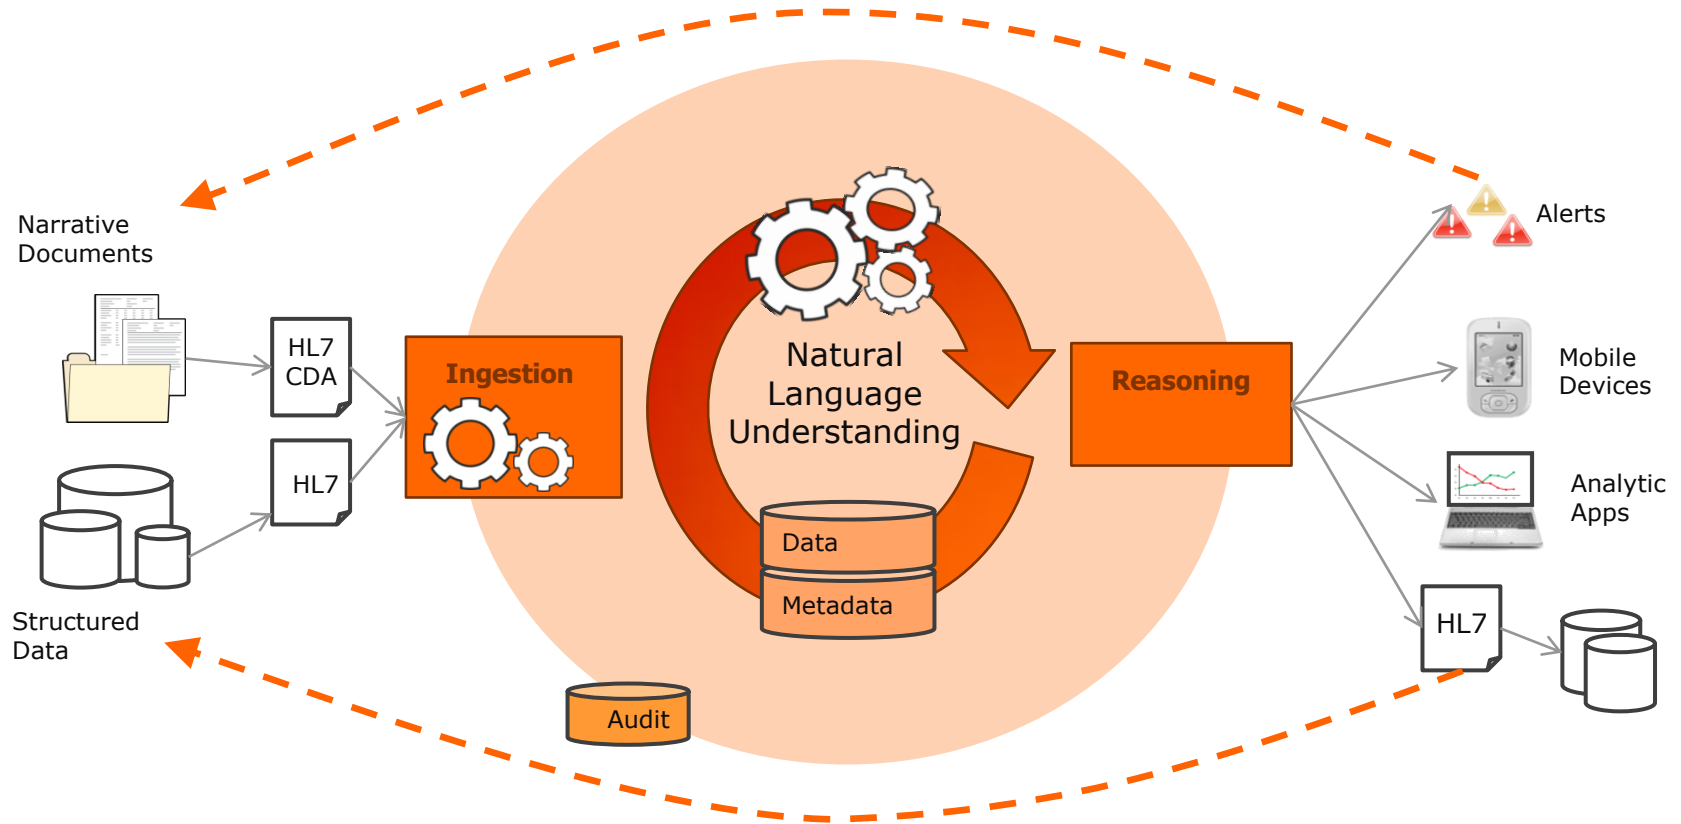 Narrative
Documents
HL7
CDA
HL7
Structured
Data
Ingestion
Natural
Language
Understanding
Data
Metadata
Audit
Reasoning
Alerts
Mobile
Devices
Analytic
Apps
HL7